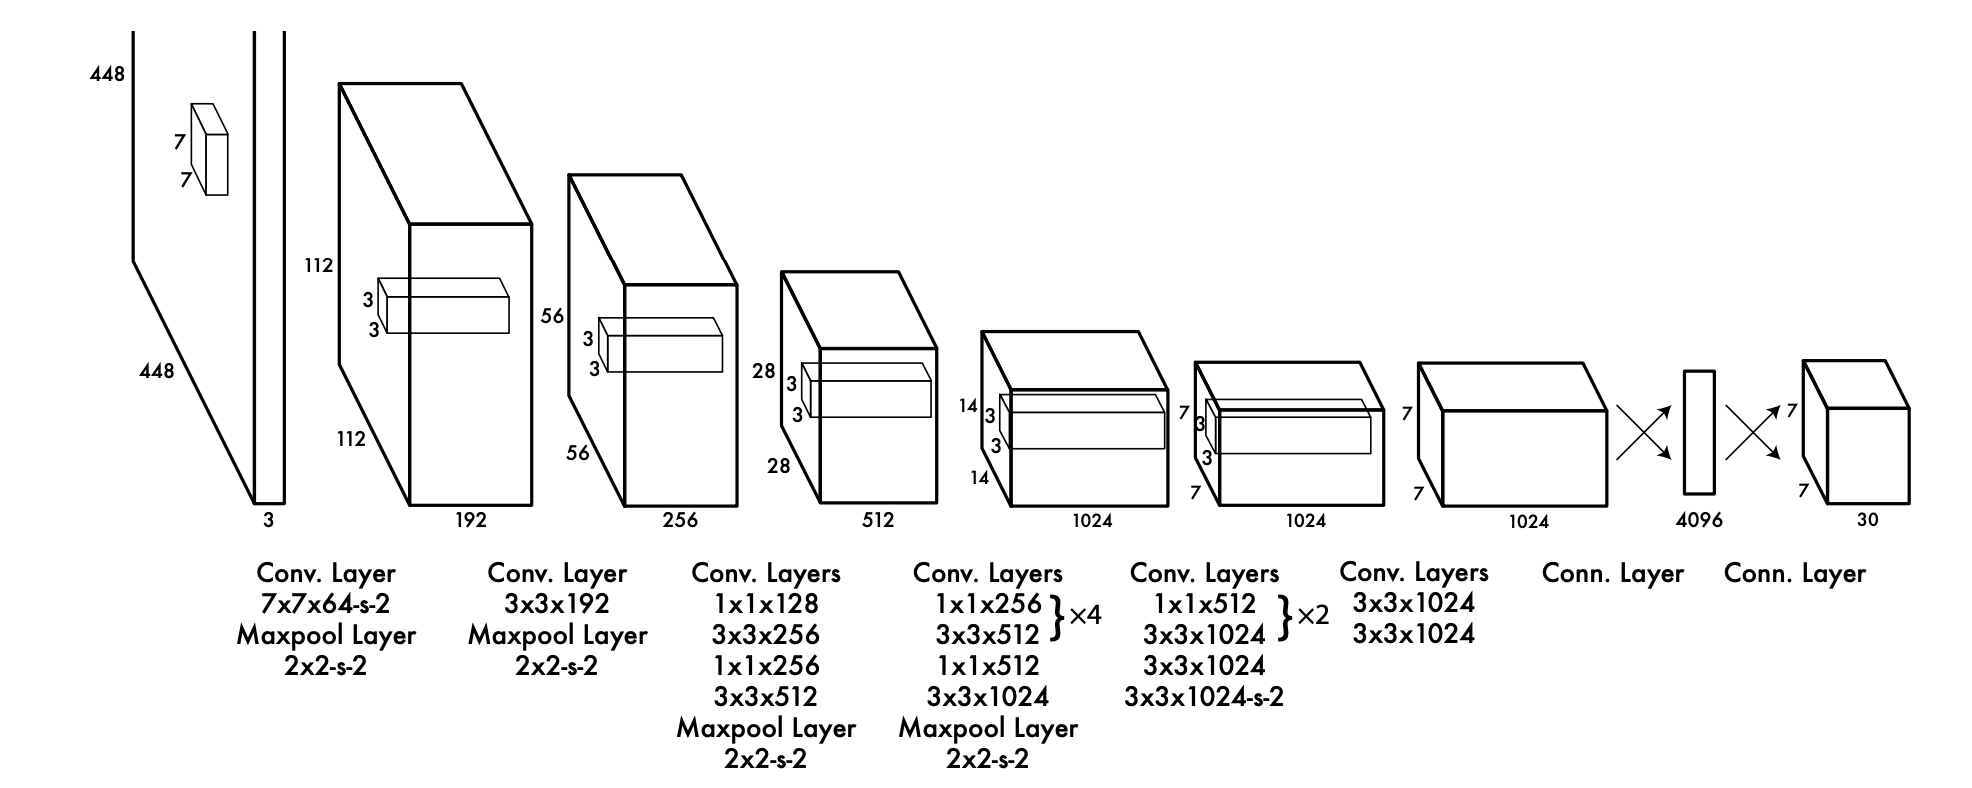 448
7
7
448
3
112
3
3
112
192
56
3
3
56
256
28
3
3
28
512
14
3
3
14
1024
7
3
3
7
1024
7
7
1024
4096
7
7
30
Conv. Layer
7x7x64-s-2
Maxpool Layer
2x2-s-2
Conv. Layer
3x3x192
Maxpool Layer
2x2-s-2
Conv. Layers
1x1x128
3x3x256
1x1x256
3x3x512
Maxpool Layer
2x2-s-2
Conv. Layers
1x1x256
3x3x512
}×4
1x1x512
3x3x1024
Maxpool Layer
2x2-s-2
Conv. Layers
1x1x512
3x3x1024
}×2
3x3x1024
3x3x1024-s-2
Conv. Layers
3x3x1024
3x3x1024
Conn. Layer
Conn. Layer